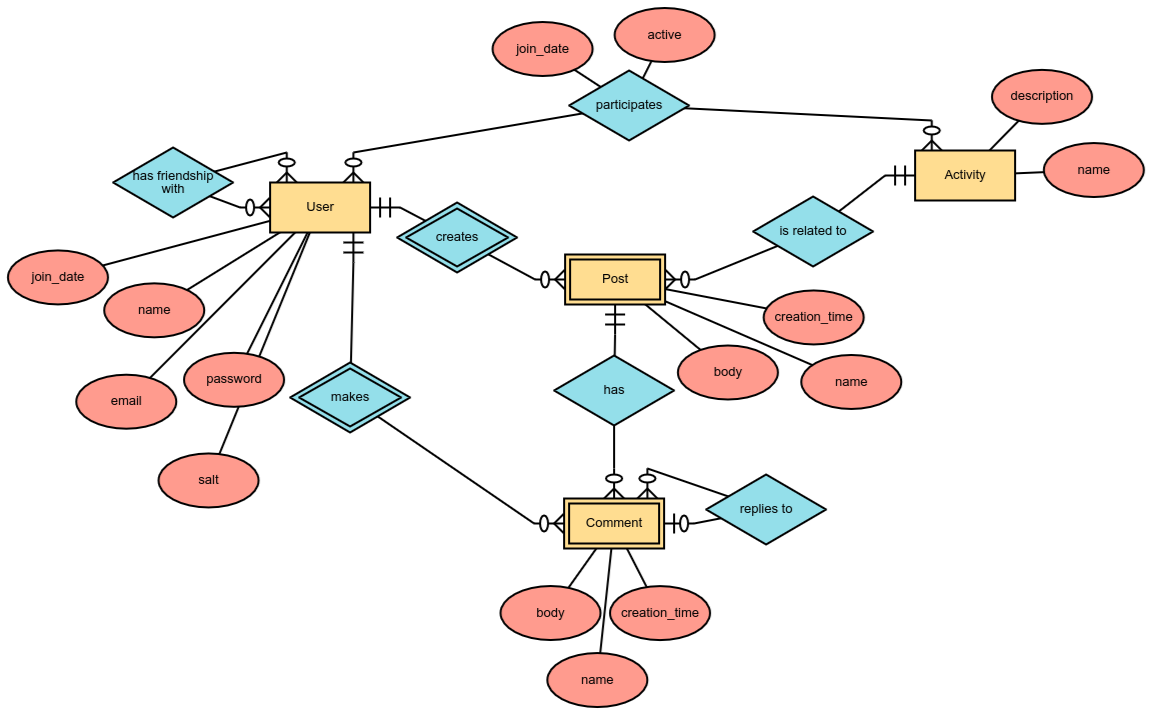 join_date
active
participates
description
has friendship
with
Activity
name
User
creates
is related to
join_date
Post
name
creation_time
password
body
name
email
makes
has
salt
replies to
Comment
body
creation_time
name